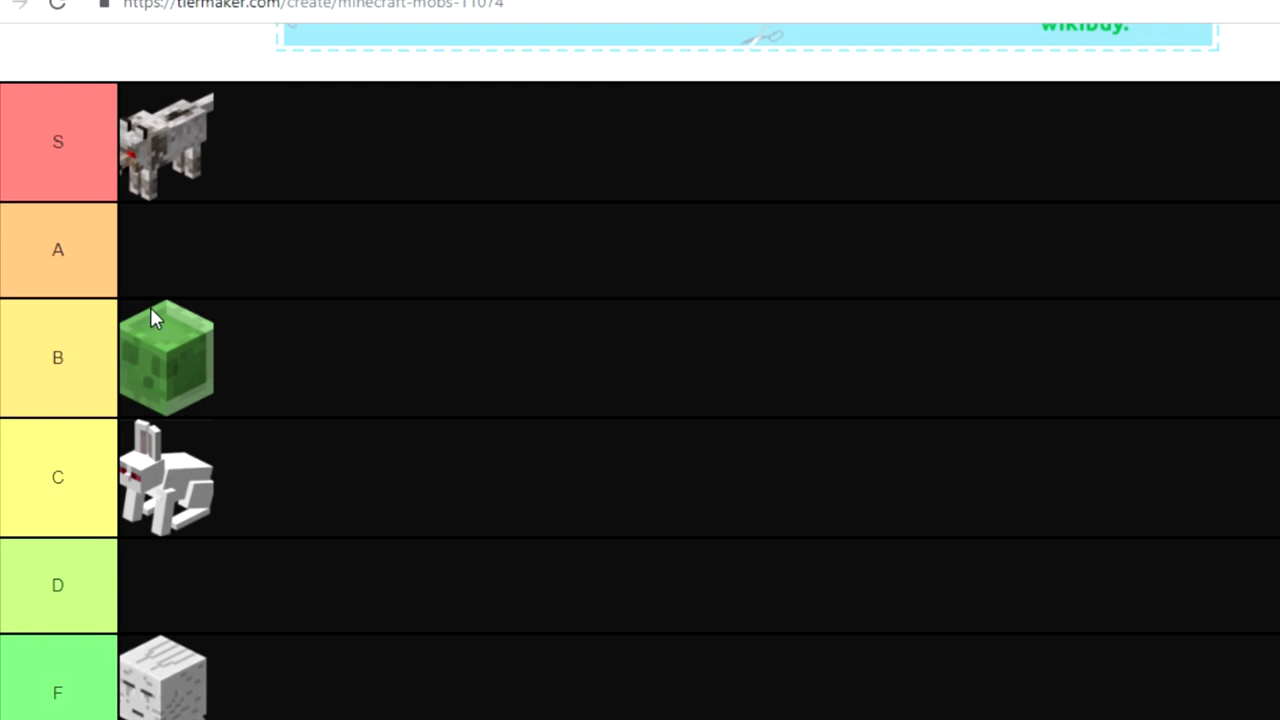 https://tiermaker.com/create/minecraft-mobs-11074
wikibuy.
S
A
B
C
D
F